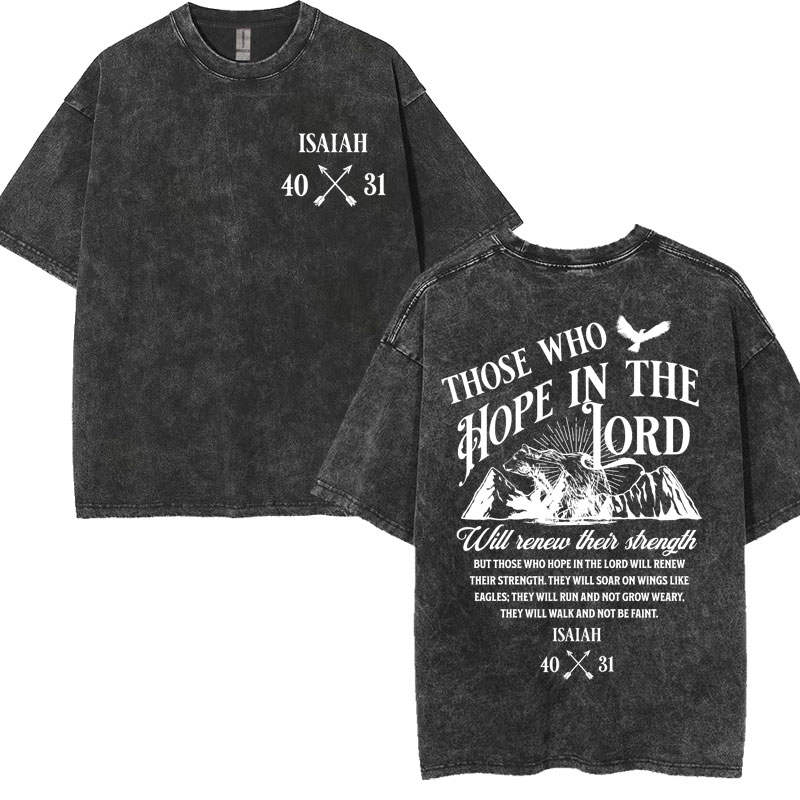 ISAIAH
40 31
THOSE WHO
HOPE IN THE
LORD
Will renew their strength
BUT THOSE WHO HOPE IN THE LORD WILL RENEW
THEIR STRENGTH. THEY WILL SOAR ON WINGS LIKE
EAGLES; THEY WILL RUN AND NOT GROW WEARY,
THEY WILL WALK AND NOT BE FAINT.
ISAIAH
40 31